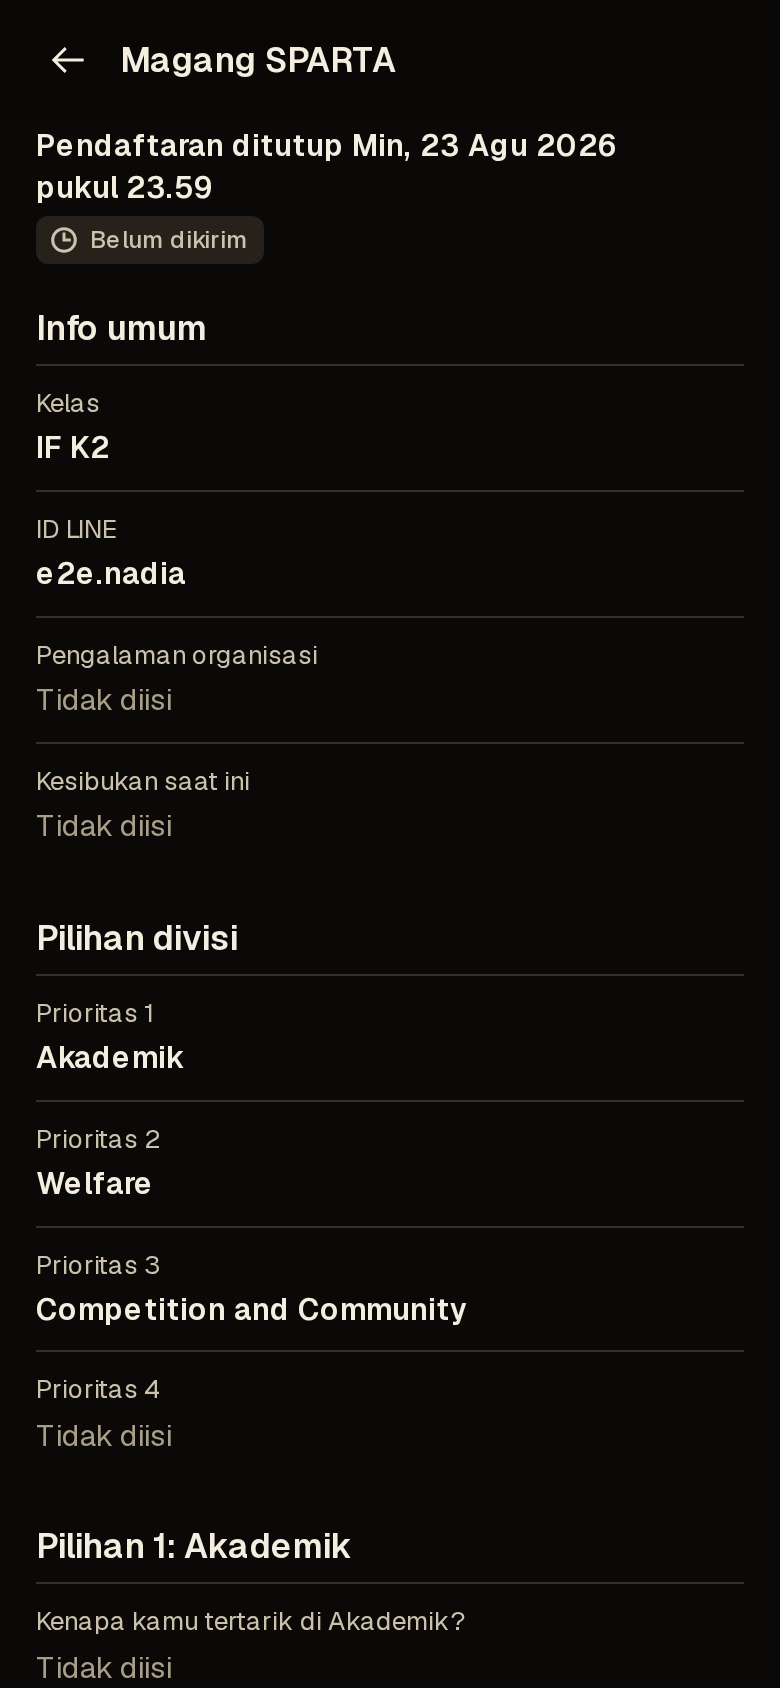 Magang SPARTA
Pendaftaran ditutup Min, 23 Agu 2026
pukul 23.59
Belum dikirim
Info umum
Kelas
IF K2
ID LINE
e2e.nadia
Pengalaman organisasi
Tidak diisi
Kesibukan saat ini
Tidak diisi
Pilihan divisi
Prioritas 1
Akademik
Prioritas 2
Welfare
Prioritas 3
Competition and Community
Prioritas 4
Tidak diisi
Pilihan 1: Akademik
Kenapa kamu tertarik di Akademik?
Tidak diisi